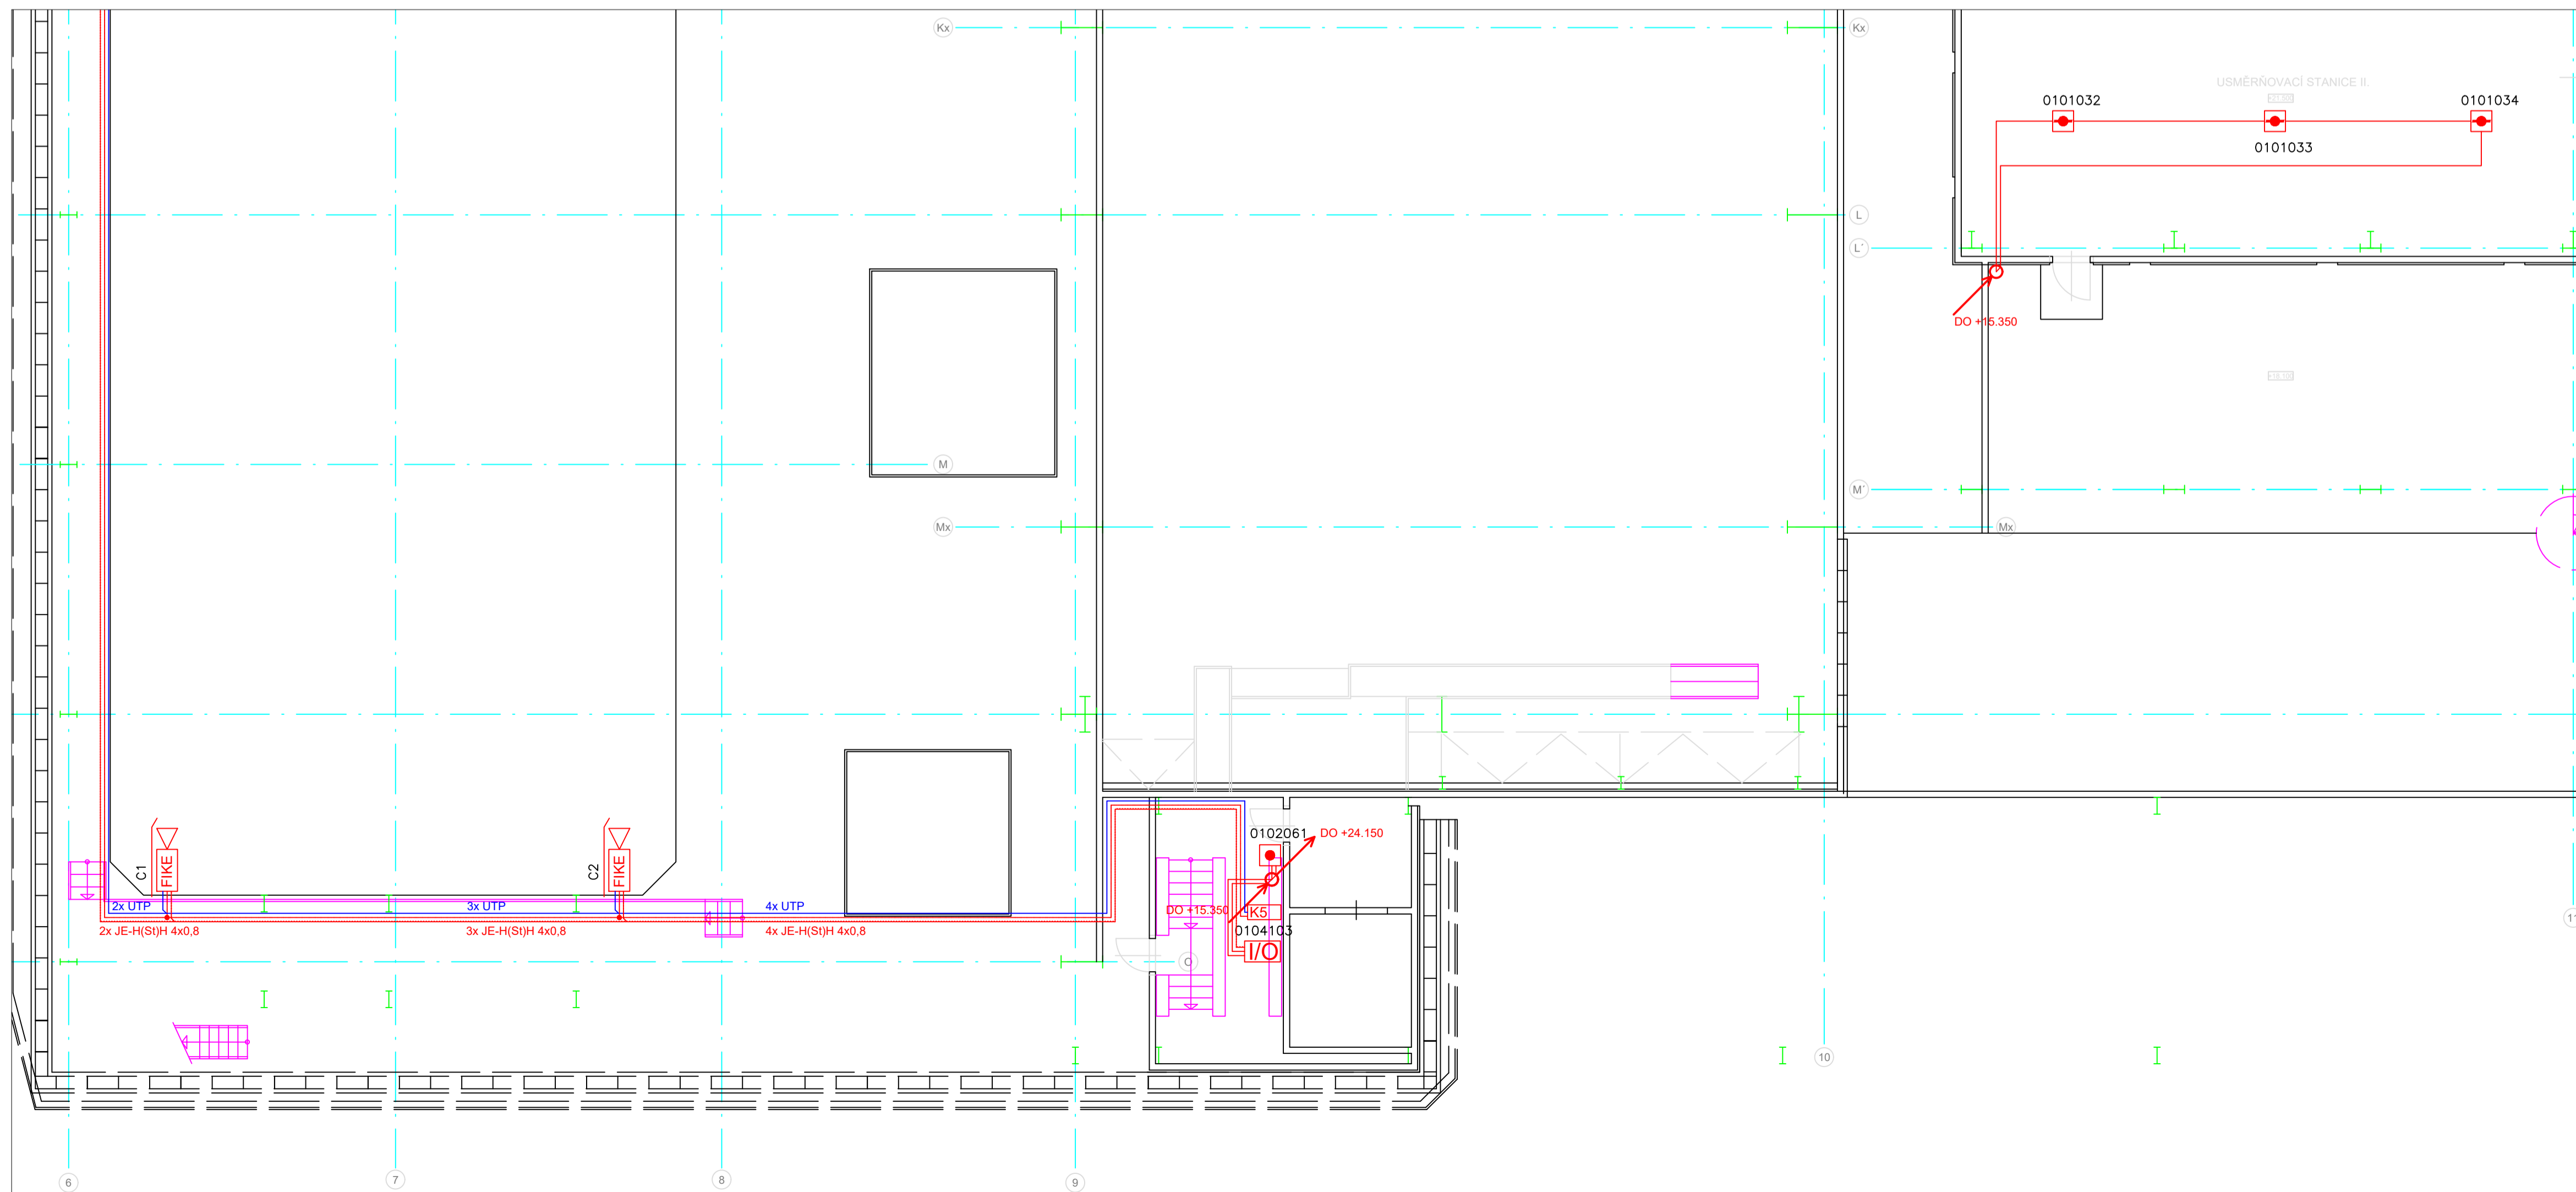 Kx
Kx
USMĚRŇOVACÍ STANICE II.
0101032
0101034
0101033
L
L´
DO +15.350
M
M´
Mx
Mx
0102061
DO +24.150
C1
FIKE
C2
FIKE
2x UTP
3x UTP
4x UTP
DO +15.350
K5
2x JE-H(St)H 4x0,8
3x JE-H(St)H 4x0,8
4x JE-H(St)H 4x0,8
0104103
I/O
O
10
6
7
8
9